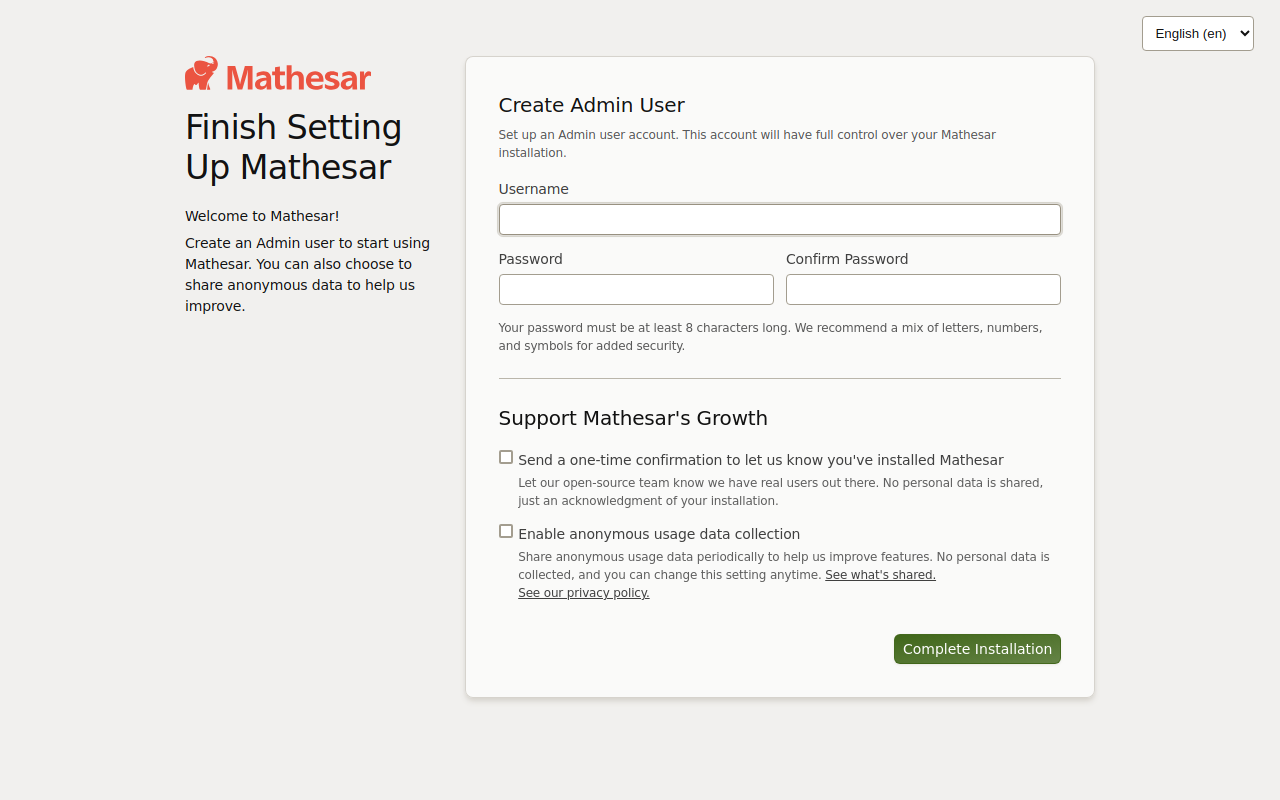 English (en)
Mathesar
Finish Setting
Up Mathesar
Welcome to Mathesar!
Create an Admin user to start using
Mathesar. You can also choose to
share anonymous data to help us
improve.
Create Admin User
Set up an Admin user account. This account will have full control over your Mathesar
installation.
Username
Password
Confirm Password
Your password must be at least 8 characters long. We recommend a mix of letters, numbers,
and symbols for added security.
Support Mathesar's Growth
Send a one-time confirmation to let us know you've installed Mathesar
Let our open-source team know we have real users out there. No personal data is shared,
just an acknowledgment of your installation.
Enable anonymous usage data collection
Share anonymous usage data periodically to help us improve features. No personal data is
collected, and you can change this setting anytime. See what's shared.
See our privacy policy.
Complete Installation